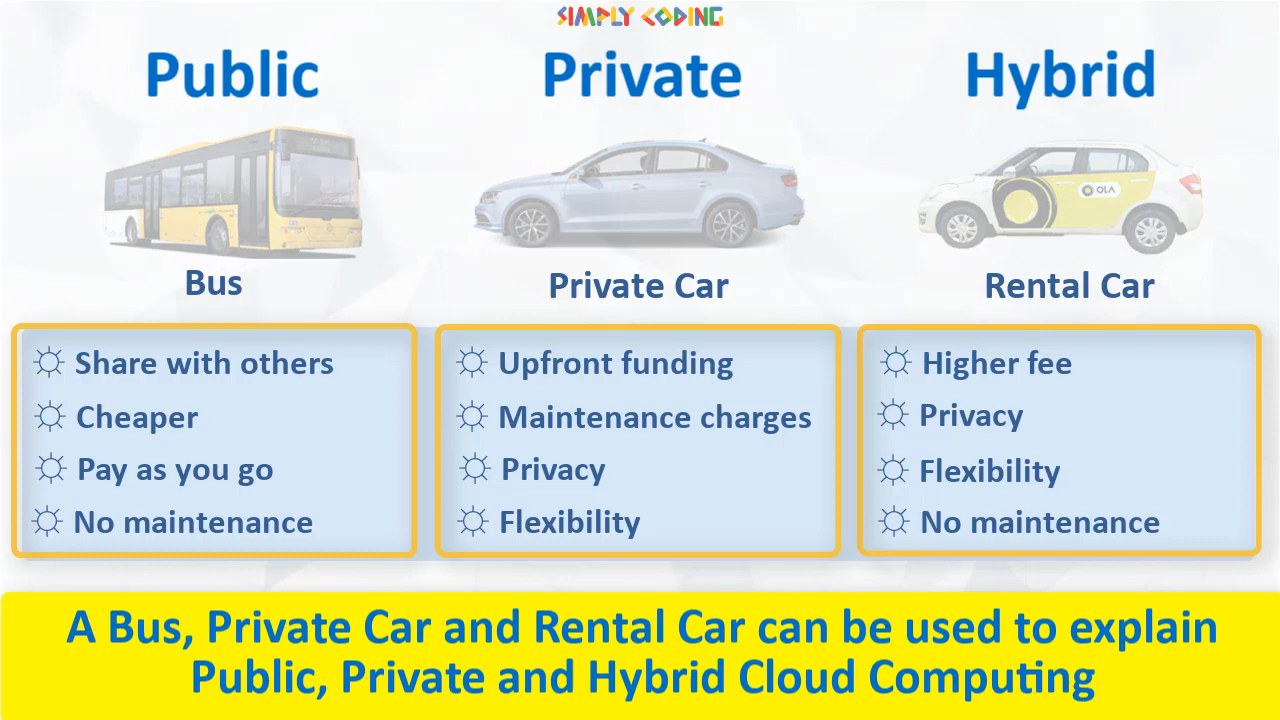 SIMPLY CODING
Public
Private
Hybrid
OLA
Bus
Private Car
Rental Car
Share with others
Cheaper
Pay as you go
No maintenance
Upfront funding
Maintenance charges
Privacy
Flexibility
Higher fee
Privacy
Flexibility
No maintenance
A Bus, Private Car and Rental Car can be used to explain
Public, Private and Hybrid Cloud Computing